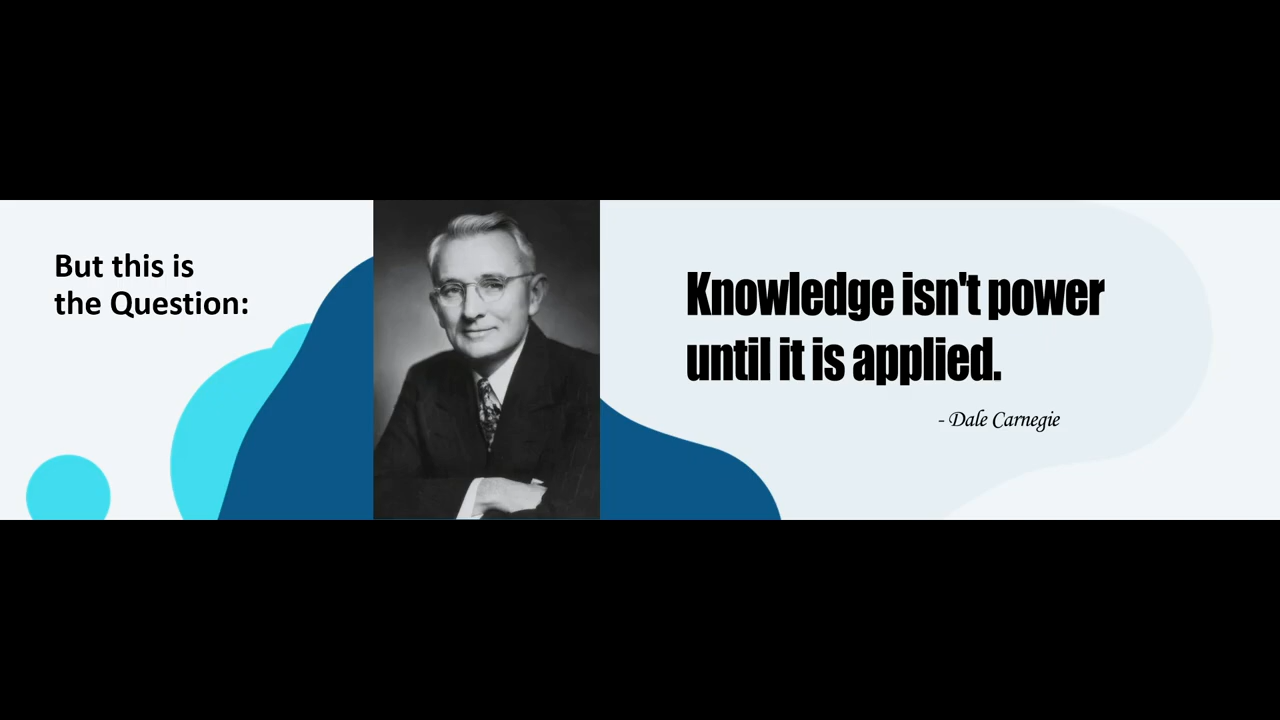 But this is
the Question:
Knowledge isn't power
until it is applied.
- Dale Carnegie